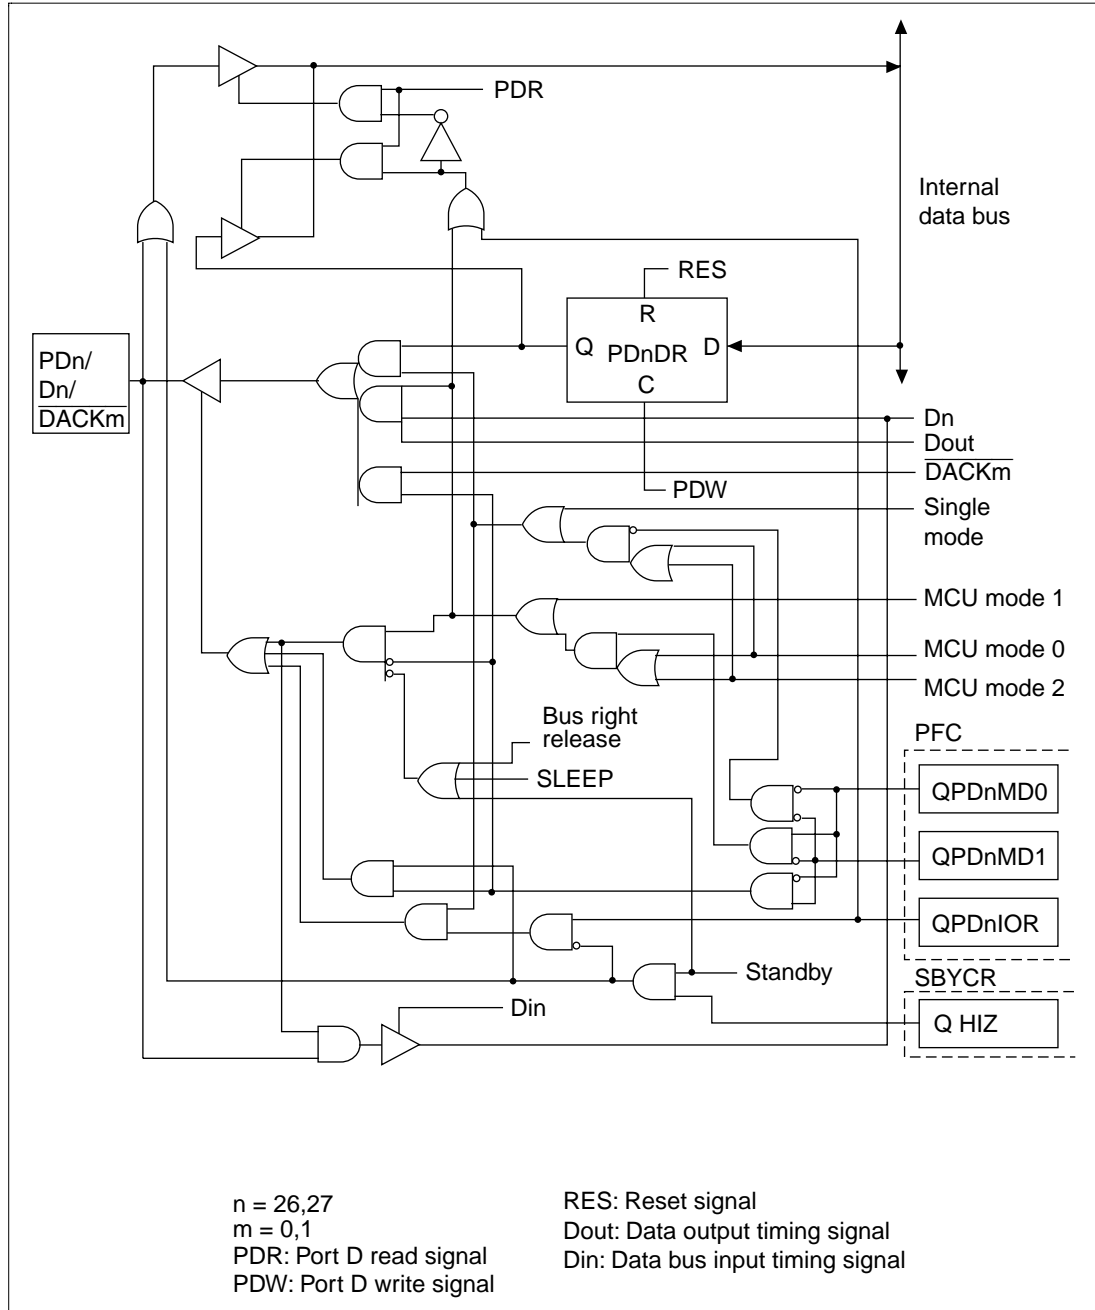 PDR
Internal
data bus
RES
R
Q
PDnDR
D
C
PDn/
Dn/
DACKm
Dn
Dout
DACKm
PDW
Single
mode
MCU mode 1
MCU mode 0
MCU mode 2
Bus right
release
SLEEP
PFC
QPDnMD0
QPDnMD1
QPDnIOR
Standby
SBYCR
Din
Q HIZ
n = 26,27
m = 0,1
PDR: Port D read signal
PDW: Port D write signal
RES: Reset signal
Dout: Data output timing signal
Din: Data bus input timing signal